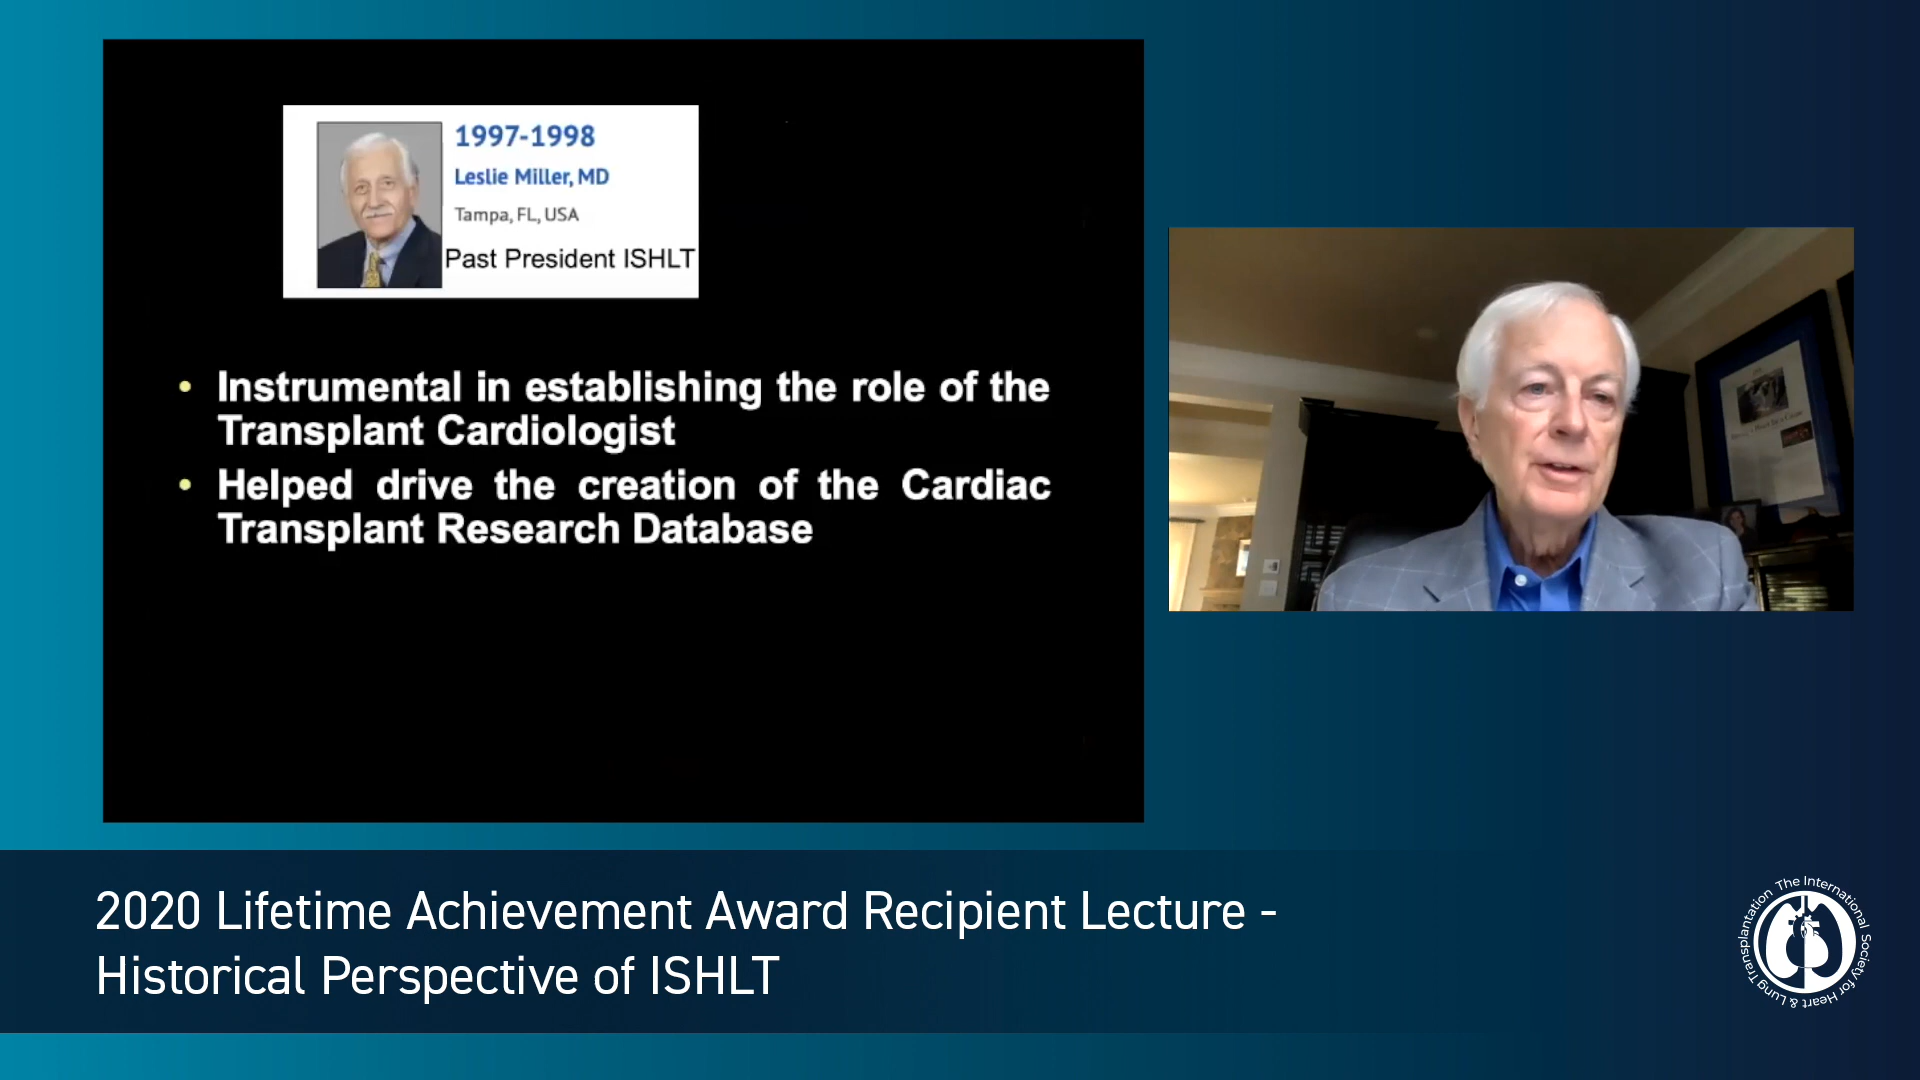 1997-1998
Leslie Miller, MD
Tampa, FL, USA
Past President ISHLT
• Instrumental in establishing the role of the
Transplant Cardiologist
• Helped drive the creation of the Cardiac
Transplant Research Database
2020 Lifetime Achievement Award Recipient Lecture -
Historical Perspective of ISHLT
The International Society for Heart & Lung Transplantation